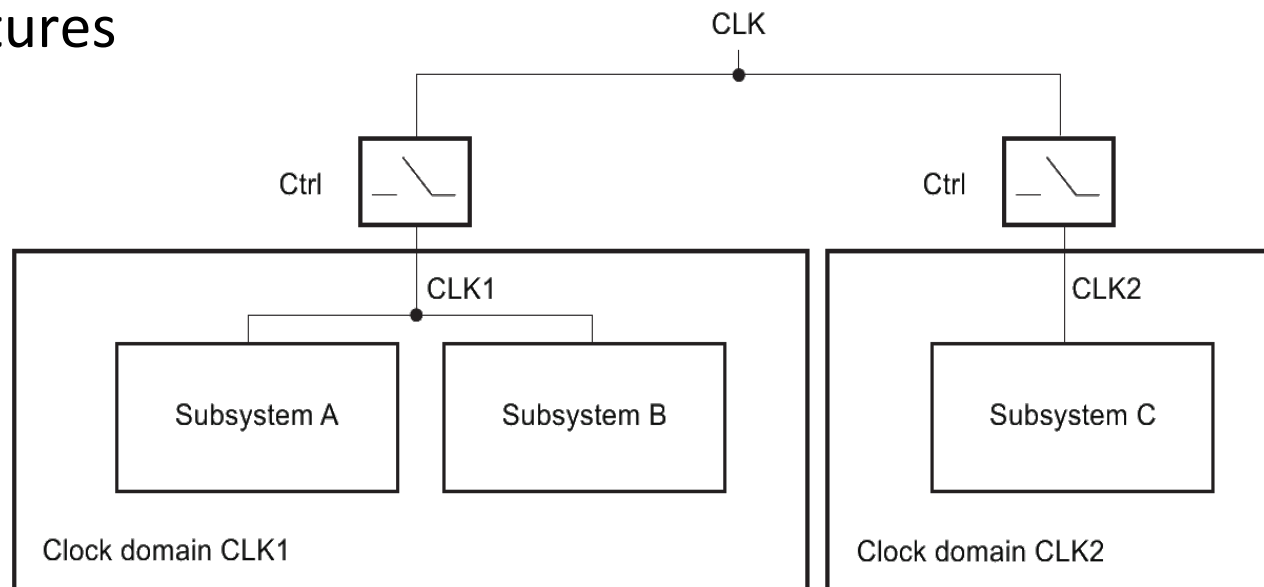 tures
CLK
Ctrl
Ctrl
CLK1
CLK2
Subsystem A
Subsystem B
Subsystem C
Clock domain CLK1
Clock domain CLK2